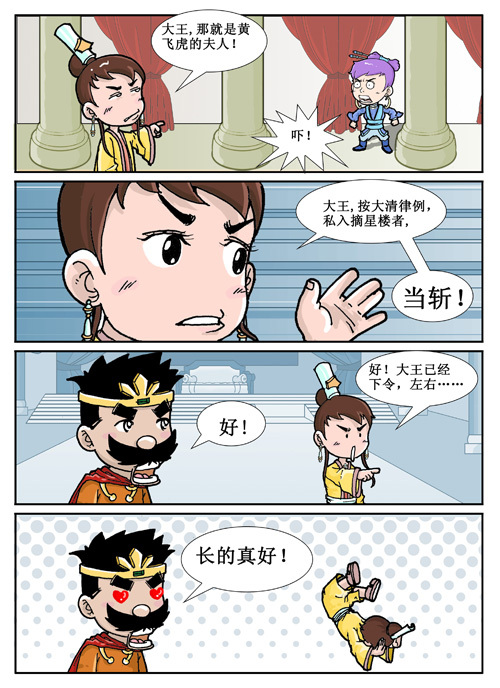 大王,那就是黄
飞虎的夫人!
吓!
大王,按大清律例,
私入摘星楼者,
当斩!
好!
好!大王已经
下令,左右……
长的真好!